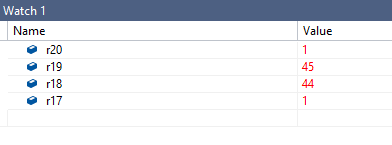 Watch 1
Name Value
r20 1
r19 45
r18 44
r17 1